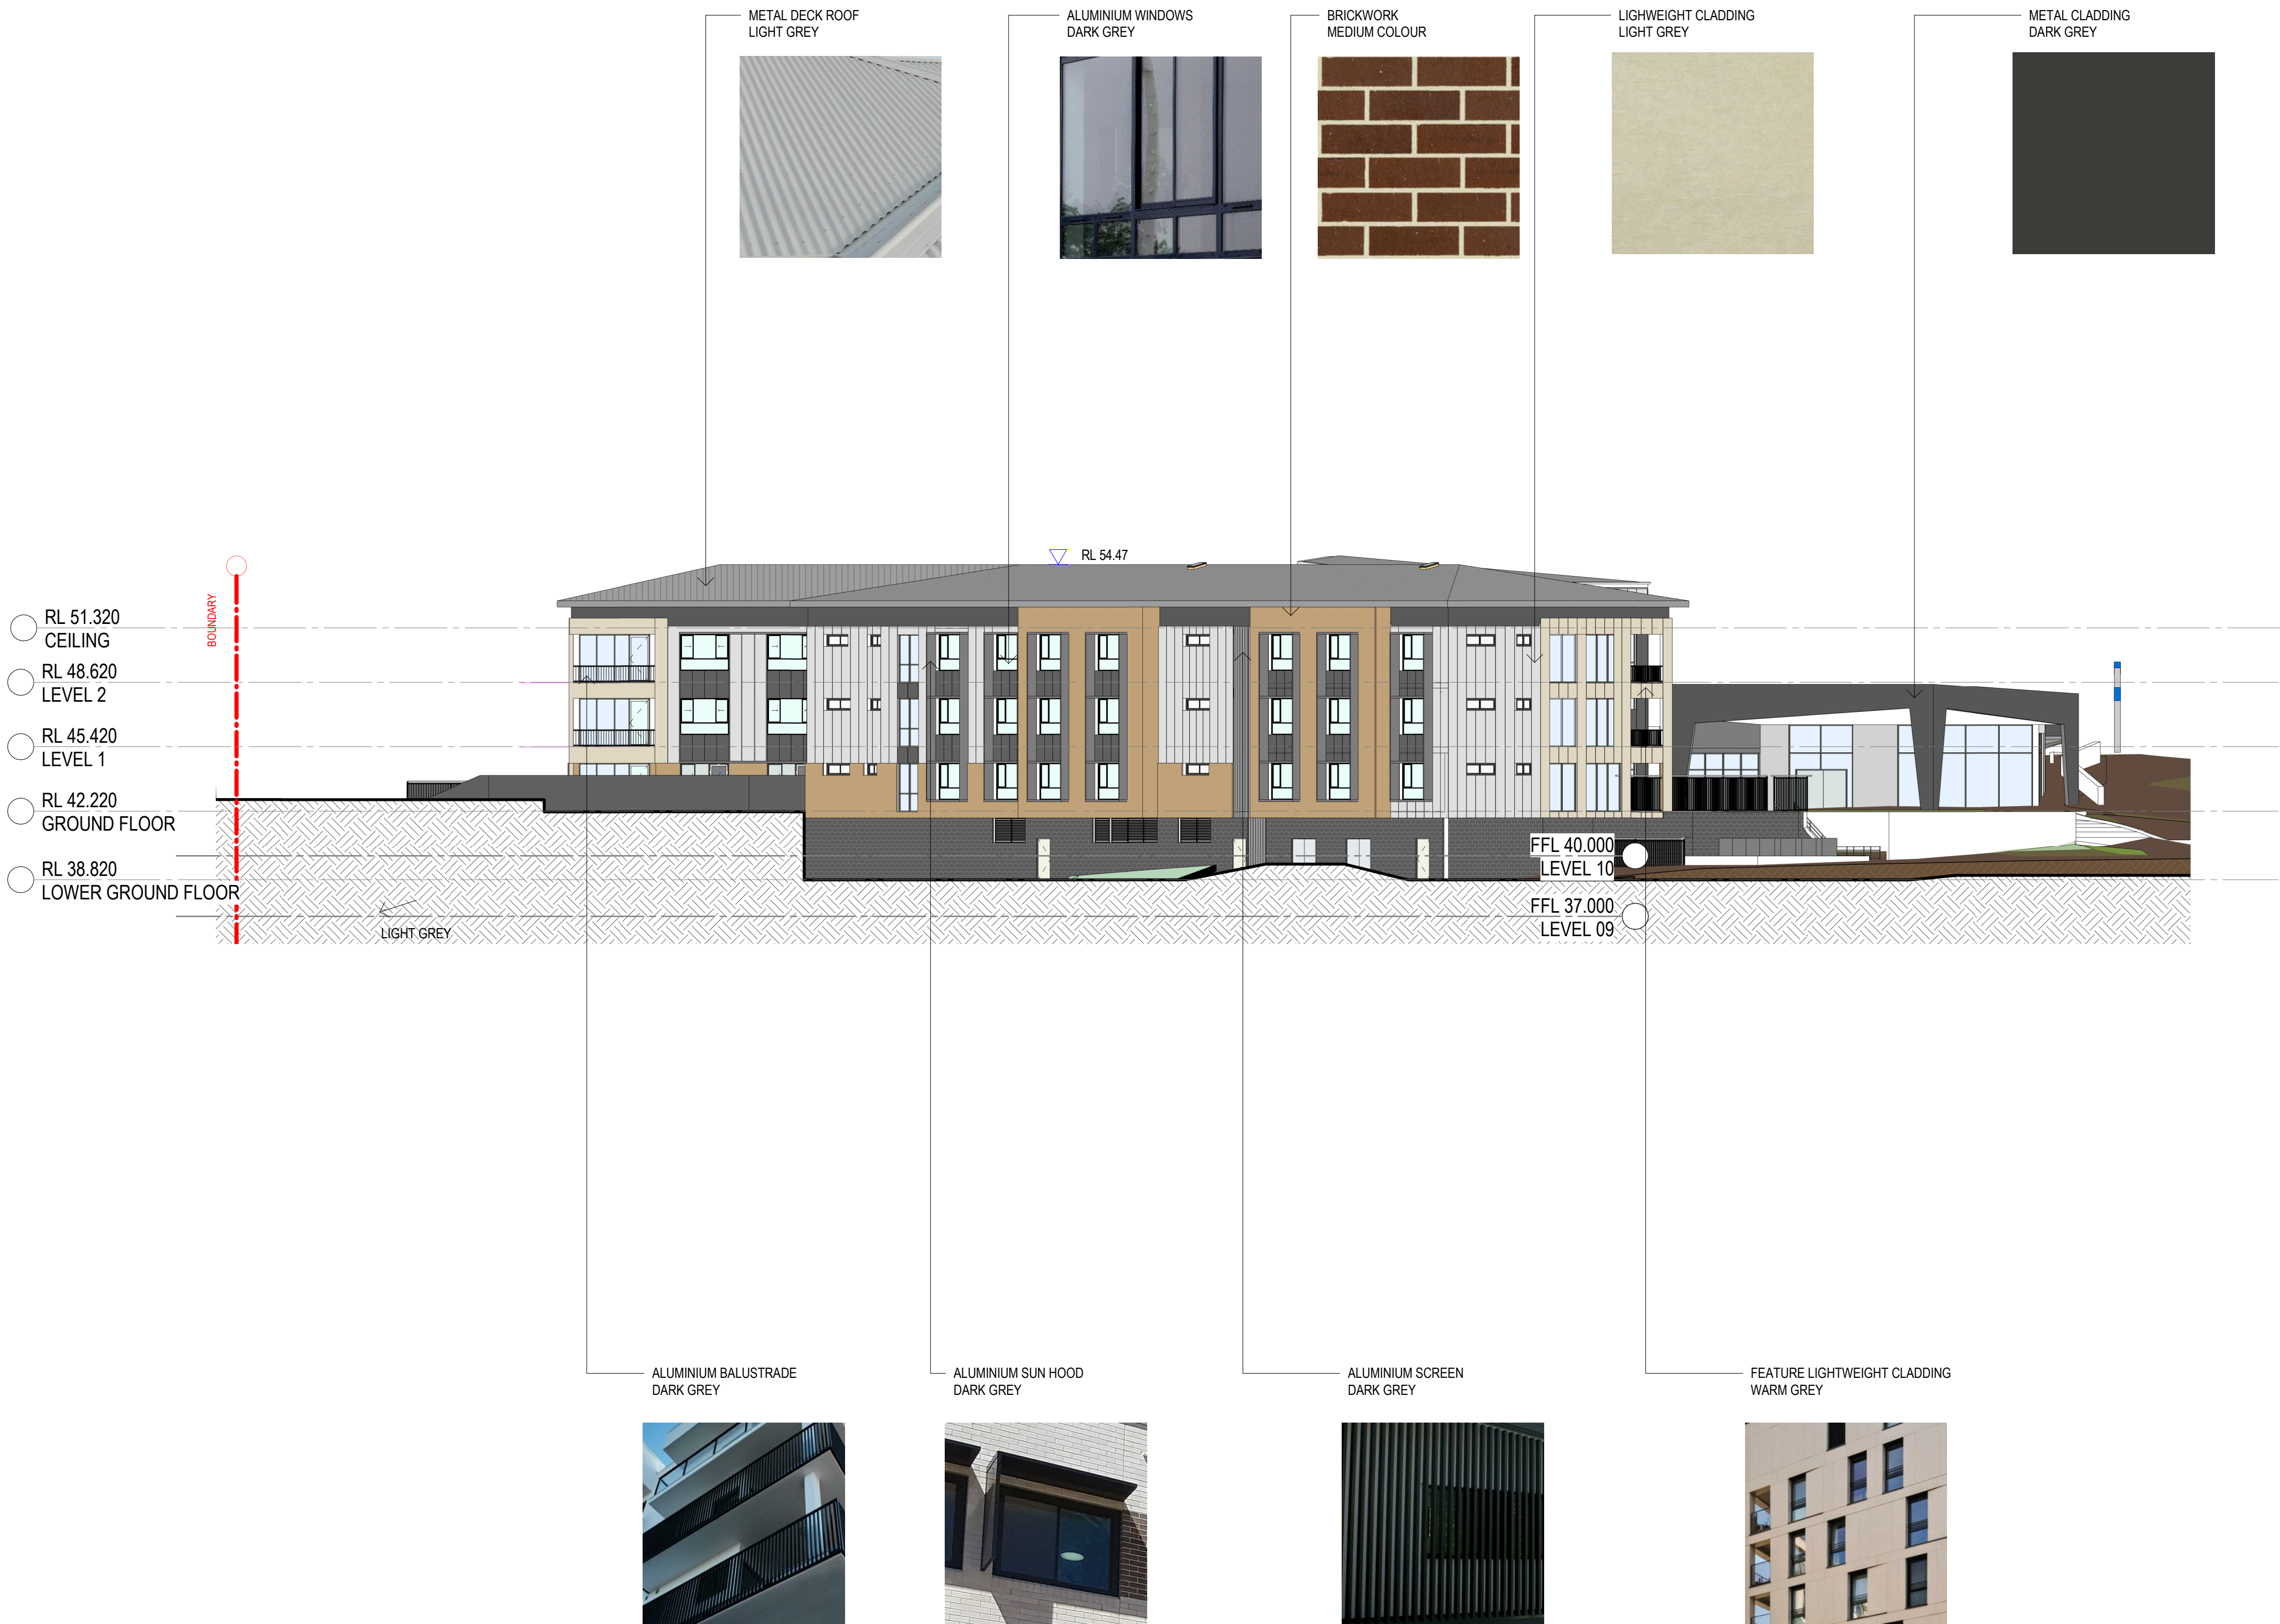 METAL DECK ROOF
LIGHT GREY
ALUMINIUM WINDOWS
DARK GREY
BRICKWORK
MEDIUM COLOUR
LIGHWEIGHT CLADDING
LIGHT GREY
METAL CLADDING
DARK GREY
RL 54.47
BOUNDARY
RL 51.320
CEILING
RL 48.620
LEVEL 2
RL 45.420
LEVEL 1
RL 42.220
GROUND FLOOR
RL 38.820
LOWER GROUND FLOOR
FFL 40.000
LEVEL 10
FFL 37.000
LEVEL 09
LIGHT GREY
ALUMINIUM BALUSTRADE
DARK GREY
ALUMINIUM SUN HOOD
DARK GREY
ALUMINIUM SCREEN
DARK GREY
FEATURE LIGHTWEIGHT CLADDING
WARM GREY